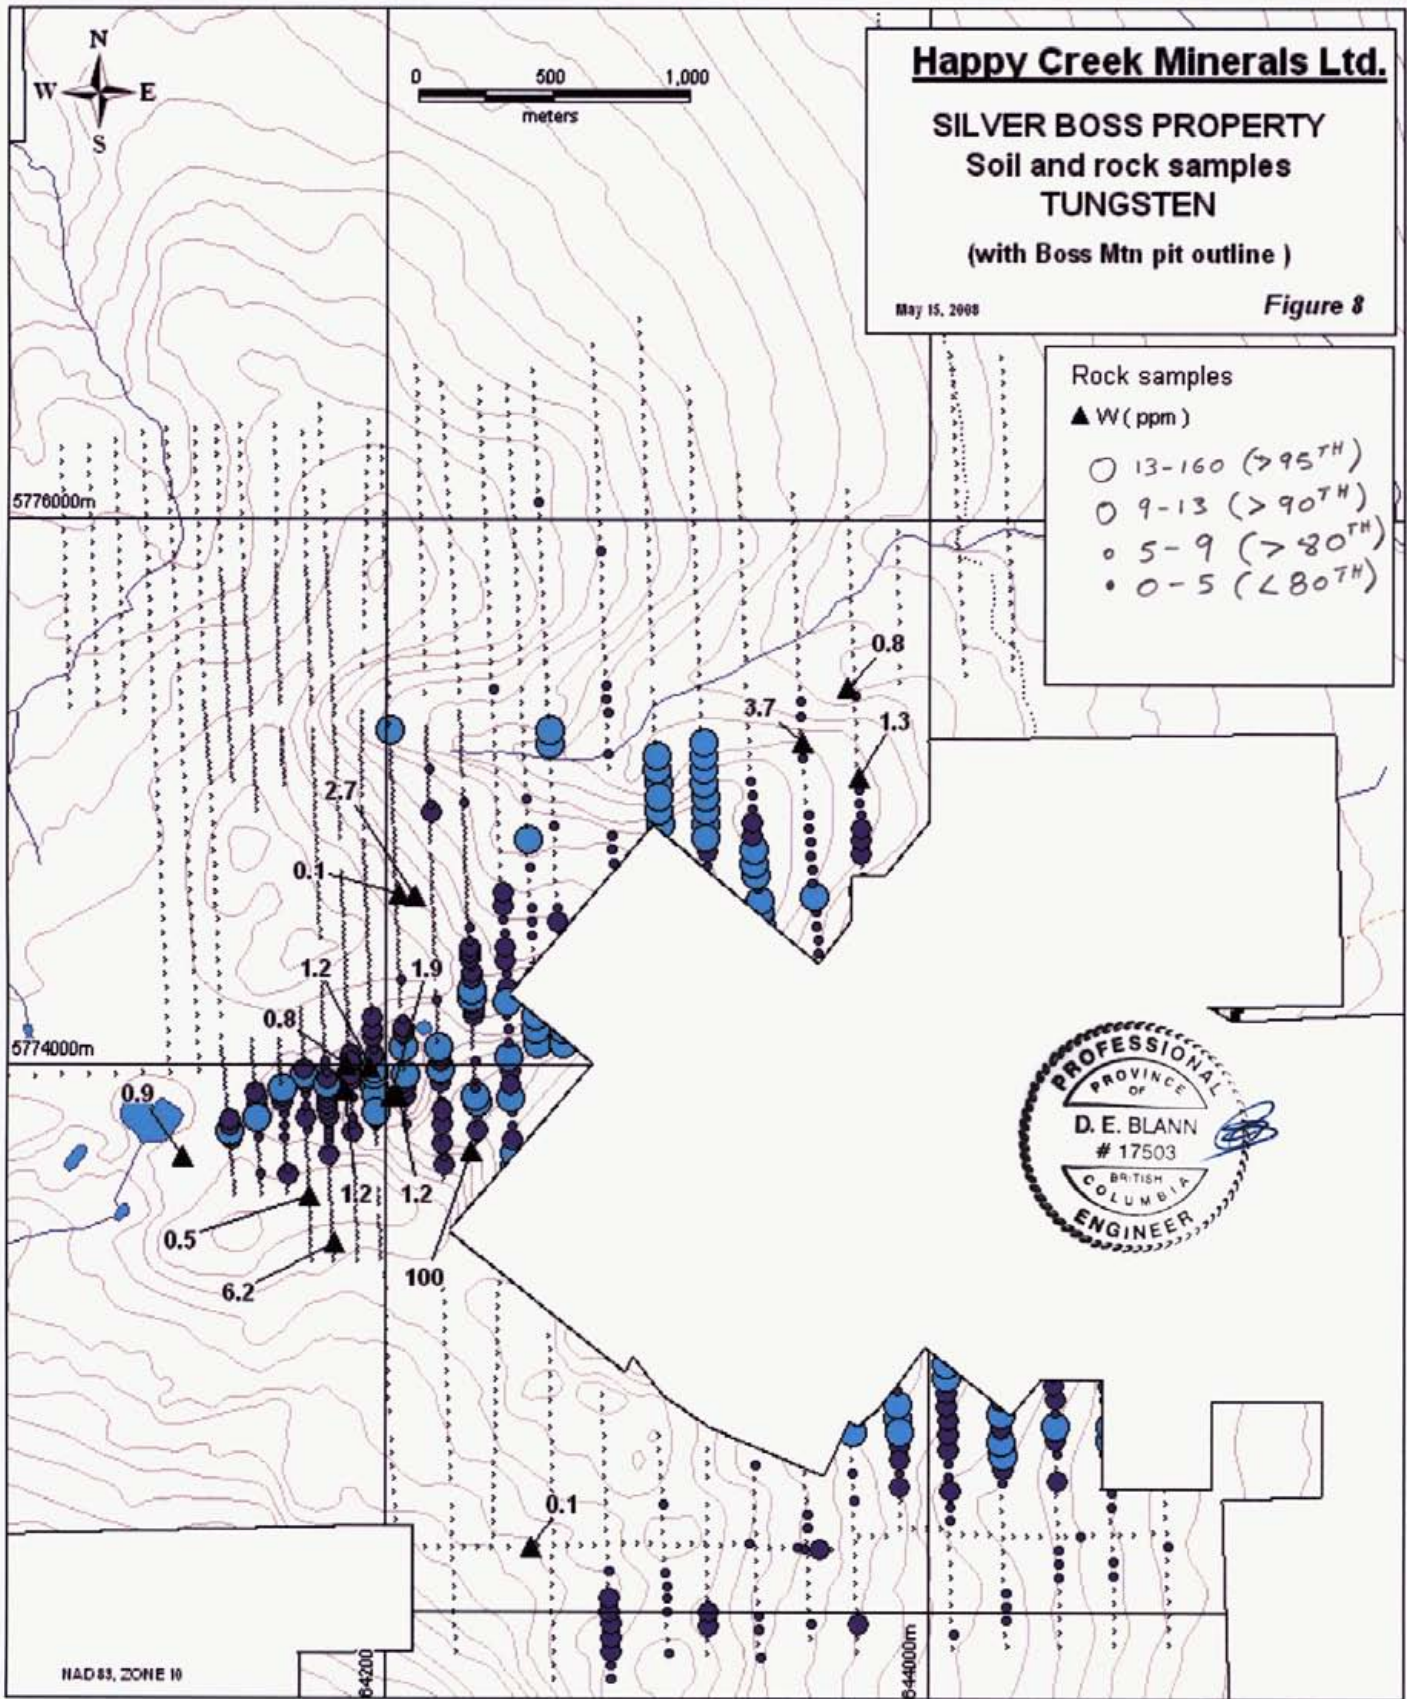 N
W E
S
0 500 1,000
meters
Happy Creek Minerals Ltd.
SILVER BOSS PROPERTY
Soil and rock samples
TUNGSTEN
(with Boss Mtn pit outline )
May 15, 2008
Figure 8
Rock samples
▲ W ( ppm )
13-160 (>95TH)
9-13 (>90TH)
5-9 (>80TH)
0-5 (<80TH)
5776000m
0.8
3.7
1.3
2.7
0.1
1.2
1.9
0.8
5774000m
0.9
1.2
1.2
0.5
6.2
100
0.1
PROFESSIONAL
PROVINCE
OF
D. E. BLANN
# 17503
BRITISH
COLUMBIA
ENGINEER
NAD 83, ZONE 10
64200
644000m